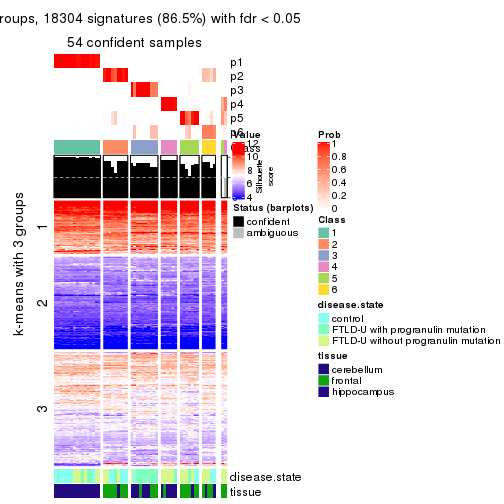 roups, 18304 signatures (86.5%) with fdr < 0.05
54 confident samples
p1
p2
p3
p4
p5
p6
Class
Silhouette
score
k-means with 3 groups
1
2
3
disease.state
tissue
Value
12
10
8
6
4
Status (barplots)
confident
ambiguous
Prob
1
0.8
0.6
0.4
0.2
0
Class
1
2
3
4
5
6
disease.state
control
FTLD-U with progranulin mutation
FTLD-U without progranulin mutation
tissue
cerebellum
frontal
hippocampus